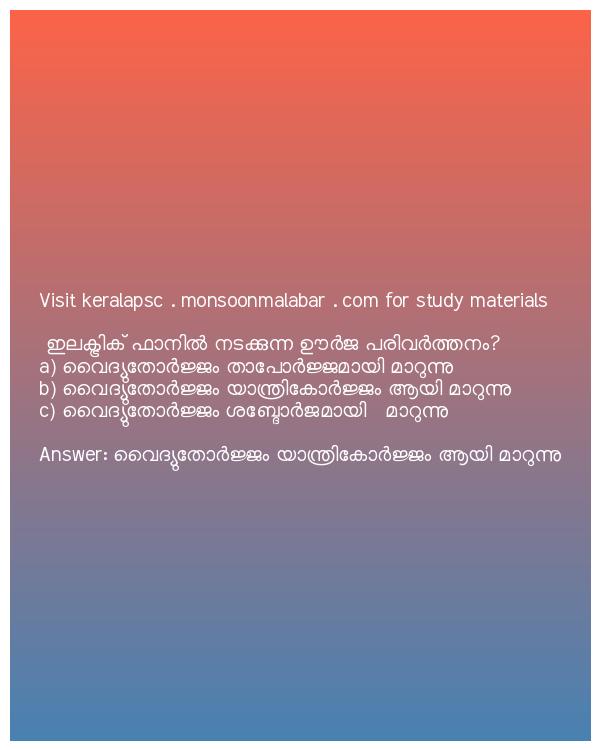 Visit keralapsc . monsoonmalabar . com for study materials
ഇലക്ട്രിക് ഫാനിൽ നടക്കുന്ന ഊർജ പരിവർത്തനം?
a) വൈദ്യുതോർജ്ജം താപോർജ്ജമായി മാറുന്നു
b) വൈദ്യുതോർജ്ജം യാന്ത്രികോർജ്ജം ആയി മാറുന്നു
c) വൈദ്യുതോർജ്ജം ശബ്ദോർജമായി മാറുന്നു
Answer: വൈദ്യുതോർജ്ജം യാന്ത്രികോർജ്ജം ആയി മാറുന്നു